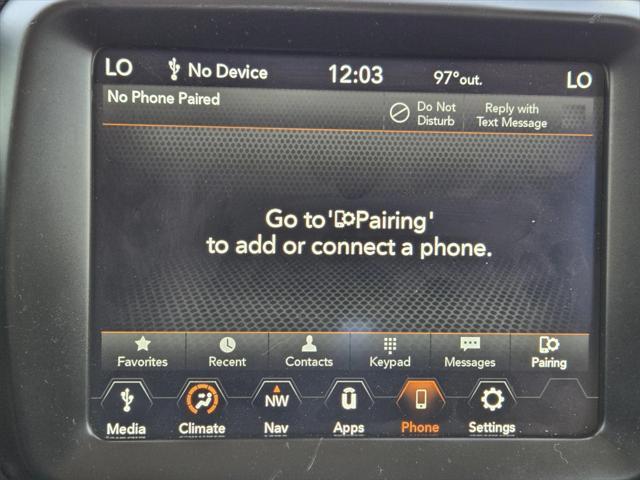 LO No Device 12:03 97°out. LO
No Phone Paired
Do Not
Disturb
Reply with
Text Message
Go to 'Pairing'
to add or connect a phone.
Favorites Recent Contacts Keypad Messages Pairing
NW
Media Climate Nav Apps Phone Settings